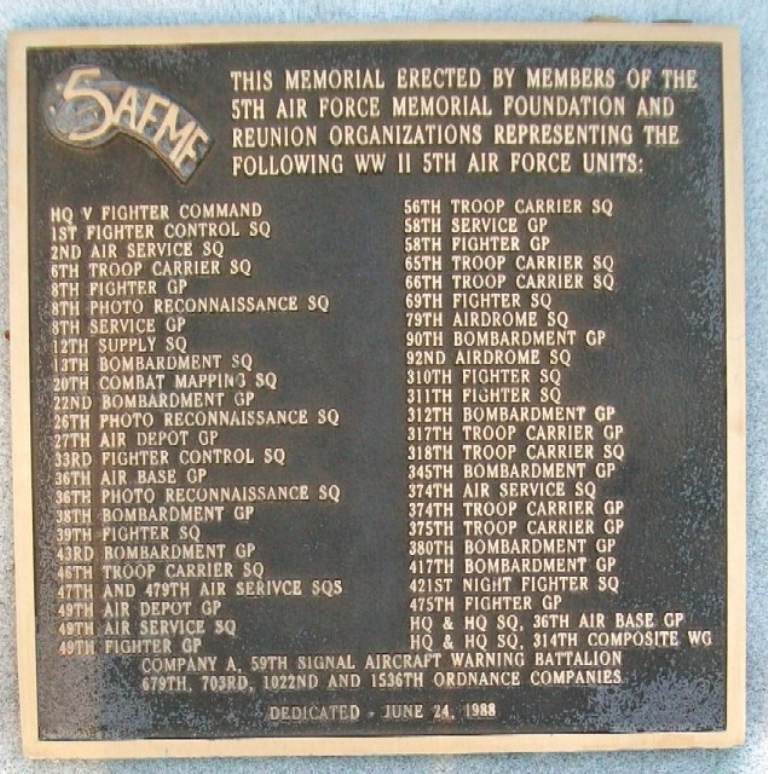 5AFMF
THIS MEMORIAL ERECTED BY MEMBERS OF THE
5TH AIR FORCE MEMORIAL FOUNDATION AND
REUNION ORGANIZATIONS REPRESENTING THE
FOLLOWING WW II 5TH AIR FORCE UNITS:
HQ V FIGHTER COMMAND
1ST FIGHTER CONTROL SQ
2ND AIR SERVICE SQ
6TH TROOP CARRIER SQ
8TH FIGHTER GP
8TH PHOTO RECONNAISSANCE SQ
8TH SERVICE GP
12TH SUPPLY SQ
13TH BOMBARDMENT SQ
20TH COMBAT MAPPING SQ
22ND BOMBARDMENT GP
26TH PHOTO RECONNAISSANCE SQ
27TH AIR DEPOT GP
33RD FIGHTER CONTROL SQ
36TH AIR BASE GP
36TH PHOTO RECONNAISSANCE SQ
38TH BOMBARDMENT GP
39TH FIGHTER SQ
43RD BOMBARDMENT GP
46TH TROOP CARRIER SQ
47TH AND 479TH AIR SERIVCE SQS
49TH AIR DEPOT GP
49TH AIR SERVICE SQ
49TH FIGHTER GP
56TH TROOP CARRIER SQ
58TH SERVICE GP
58TH FIGHTER GP
65TH TROOP CARRIER SQ
66TH TROOP CARRIER SQ
69TH FIGHTER SQ
79TH AIRDROME SQ
90TH BOMBARDMENT GP
92ND AIRDROME SQ
310TH FIGHTER SQ
311TH FIGHTER SQ
312TH BOMBARDMENT GP
317TH TROOP CARRIER GP
318TH TROOP CARRIER SQ
345TH BOMBARDMENT GP
374TH AIR SERVICE SQ
374TH TROOP CARRIER GP
375TH TROOP CARRIER GP
380TH BOMBARDMENT GP
417TH BOMBARDMENT GP
421ST NIGHT FIGHTER SQ
475TH FIGHTER GP
HQ & HQ SQ, 36TH AIR BASE GP
HQ & HQ SQ, 314TH COMPOSITE WG
COMPANY A, 59TH SIGNAL AIRCRAFT WARNING BATTALION
679TH, 703RD, 1022ND AND 1536TH ORDNANCE COMPANIES
DEDICATED - JUNE 24, 1988